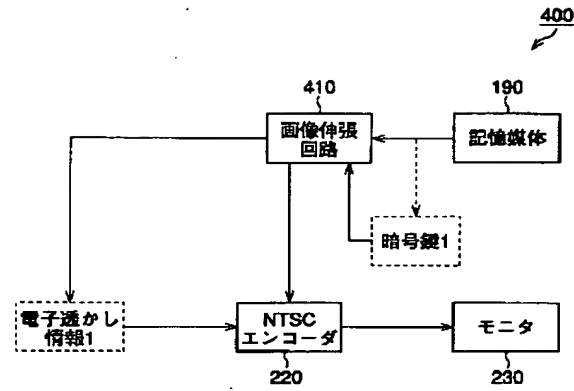 400
410
190
画像伸張
回路
記憶媒体
暗号鍵1
電子透かし
情報1
NTSC
エンコーダ
モニタ
220
230